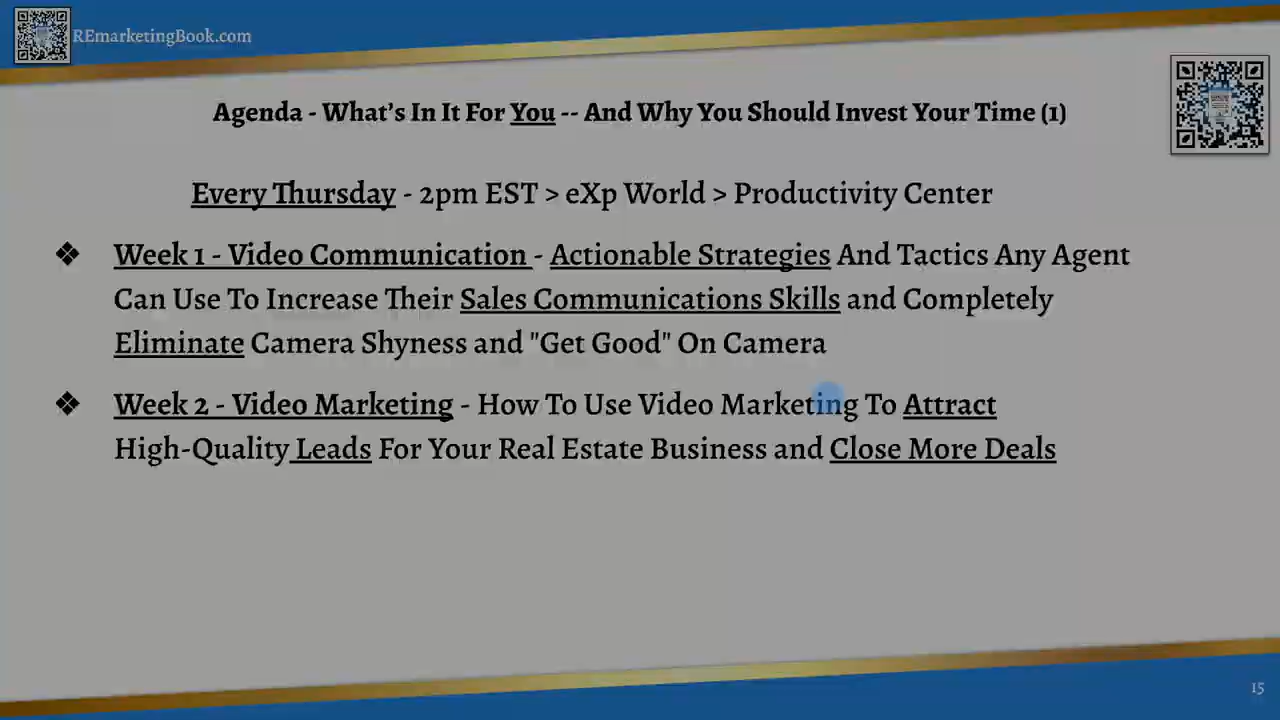 REmarketingBook.com
Agenda - What’s In It For You -- And Why You Should Invest Your Time (1)
Every Thursday - 2pm EST > eXp World > Productivity Center
❖ Week 1 - Video Communication - Actionable Strategies And Tactics Any Agent
Can Use To Increase Their Sales Communications Skills and Completely
Eliminate Camera Shyness and "Get Good" On Camera
❖ Week 2 - Video Marketing - How To Use Video Marketing To Attract
High-Quality Leads For Your Real Estate Business and Close More Deals
15